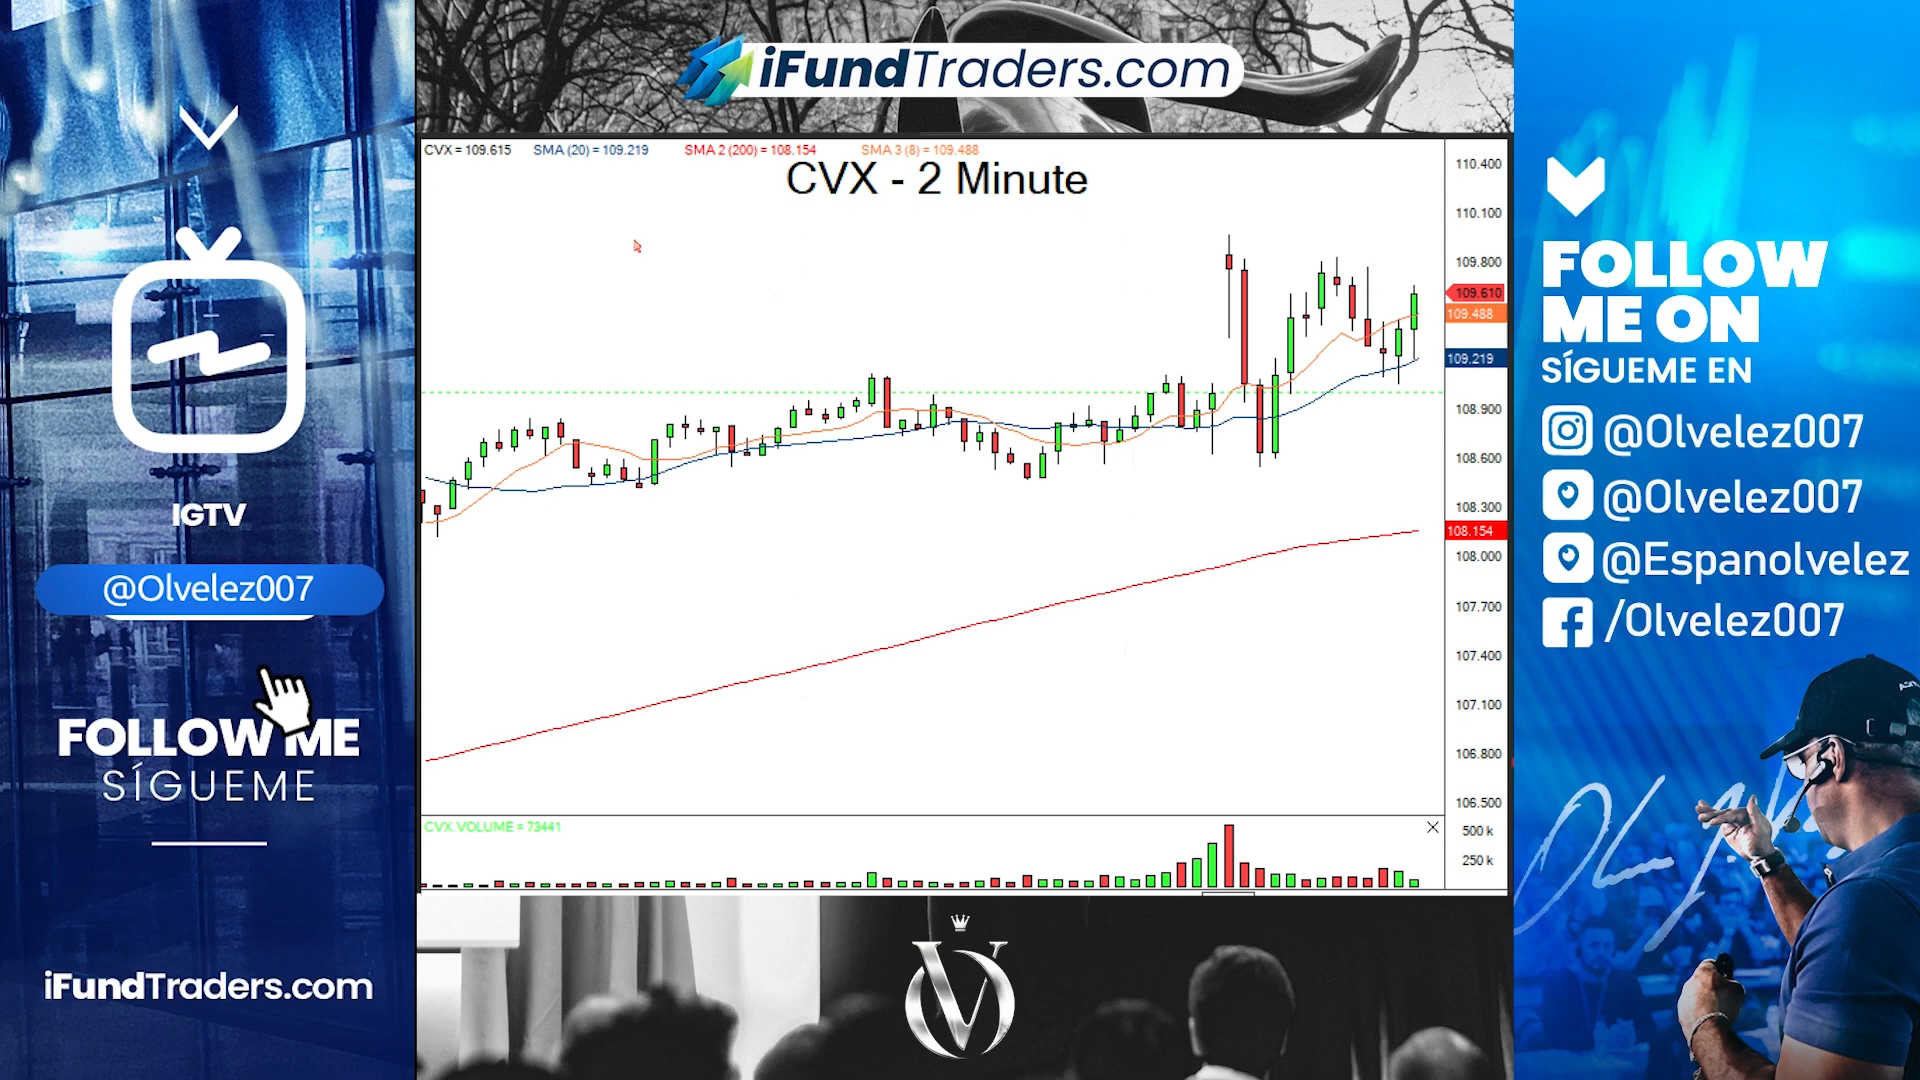 iFundTraders.com
IGTV
@Olvelez007
FOLLOW ME
SÍGUEME
iFundTraders.com
CVX = 109.615 SMA (20) = 109.219 SMA 2 (200) = 108.154 SMA 3 (8) = 109.488
CVX - 2 Minute
110.400
110.100
109.800
109.610
109.488
109.219
108.900
108.600
108.300
108.154
108.000
107.700
107.400
107.100
106.800
106.500
CVX.VOLUME = 73441
500 k
250 k
FOLLOW
ME ON
SÍGUEME EN
@Olvelez007
@Olvelez007
@Espanolvelez
/Olvelez007